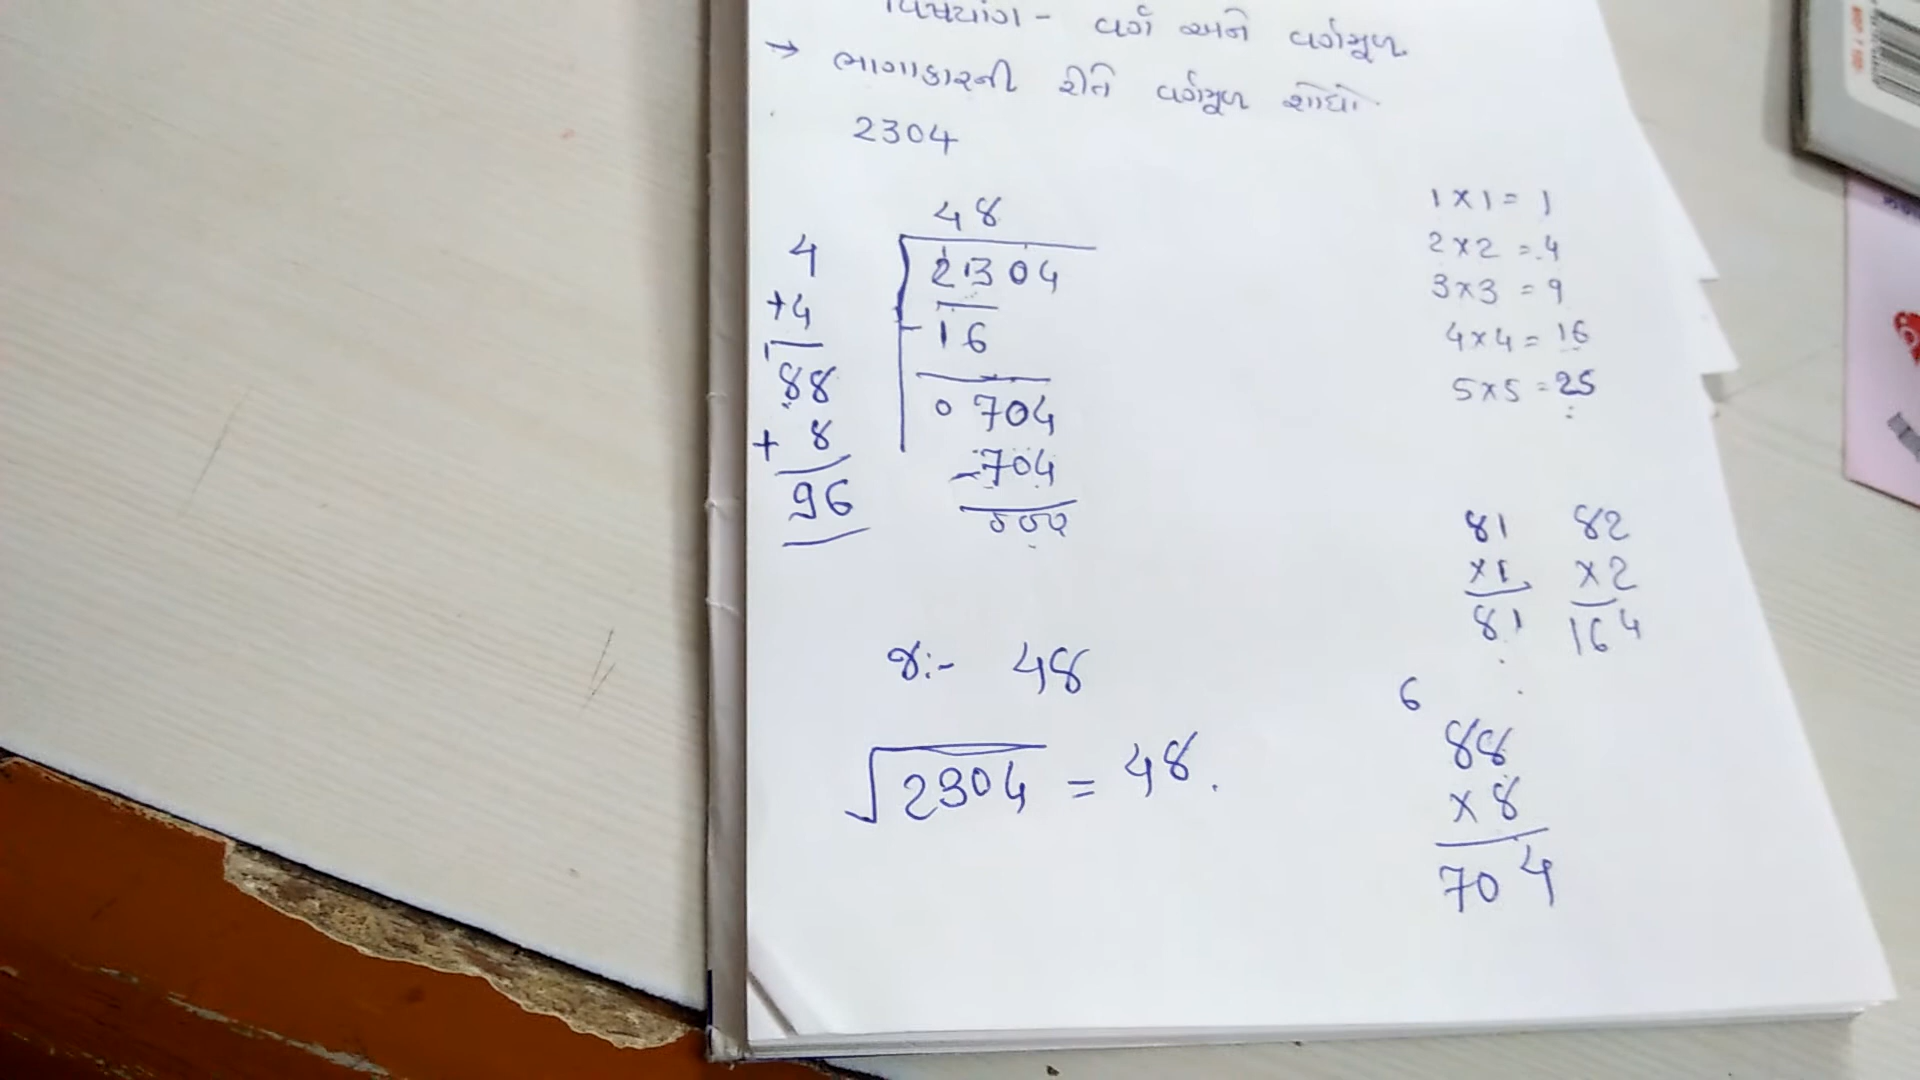 વિષયાંગ - વર્ગ અને વર્ગમૂળ
→ ભાગાકારની રીતે વર્ગમૂળ શોધો
2304
48
4
2304
+4
-16
88
0704
+ 8
-704
96
000
જ:- 48
√2304 = 48.
1×1= 1
2×2 = 4
3×3 = 9
4×4 = 16
5×5 = 25
81 82
×1 ×2
81 164
6
88
×8
704